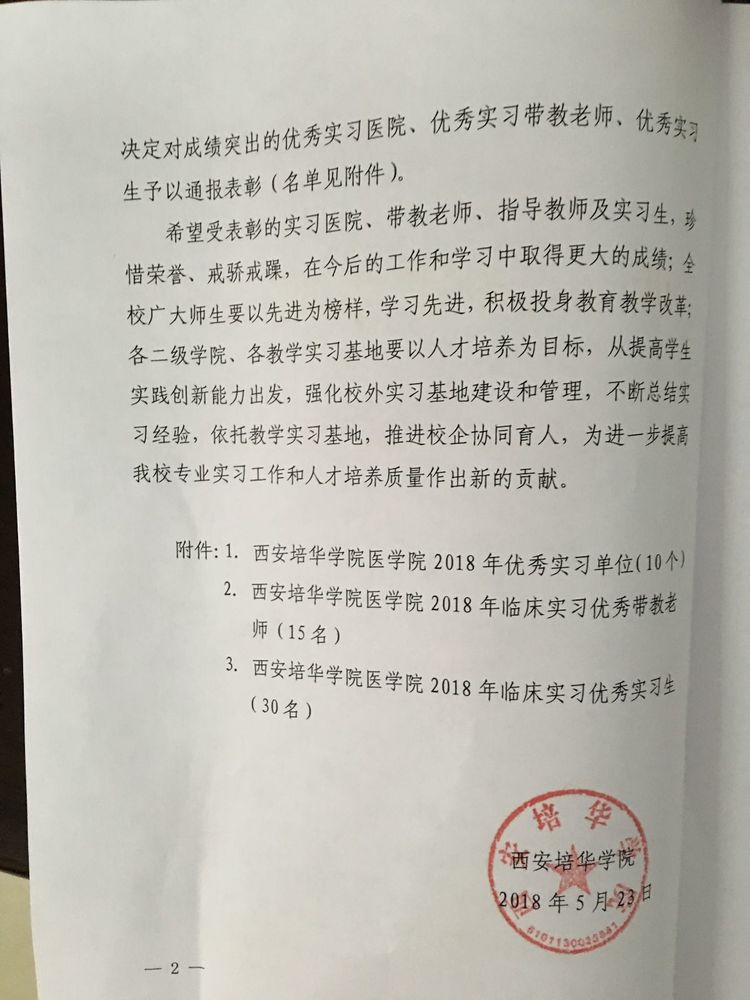 决定对成绩突出的优秀实习医院、优秀实习带教老师、优秀实习
生予以通报表彰（名单见附件）。
希望受表彰的实习医院、带教老师、指导教师及实习生，珍
惜荣誉、戒骄戒躁，在今后的工作和学习中取得更大的成绩；全
校广大师生要以先进为榜样，学习先进，积极投身教育教学改革；
各二级学院、各教学实习基地要以人才培养为目标，从提高学生
实践创新能力出发，强化校外实习基地建设和管理，不断总结实
习经验，依托教学实习基地，推进校企协同育人，为进一步提高
我校专业实习工作和人才培养质量作出新的贡献。
附件：1. 西安培华学院医学院 2018 年优秀实习单位（10个）
2. 西安培华学院医学院 2018 年临床实习优秀带教老
师（15名）
3. 西安培华学院医学院 2018 年临床实习优秀实习生
（30名）
西安培华学院
西安培华学院
2018 年 5 月 23 日
— 2 —